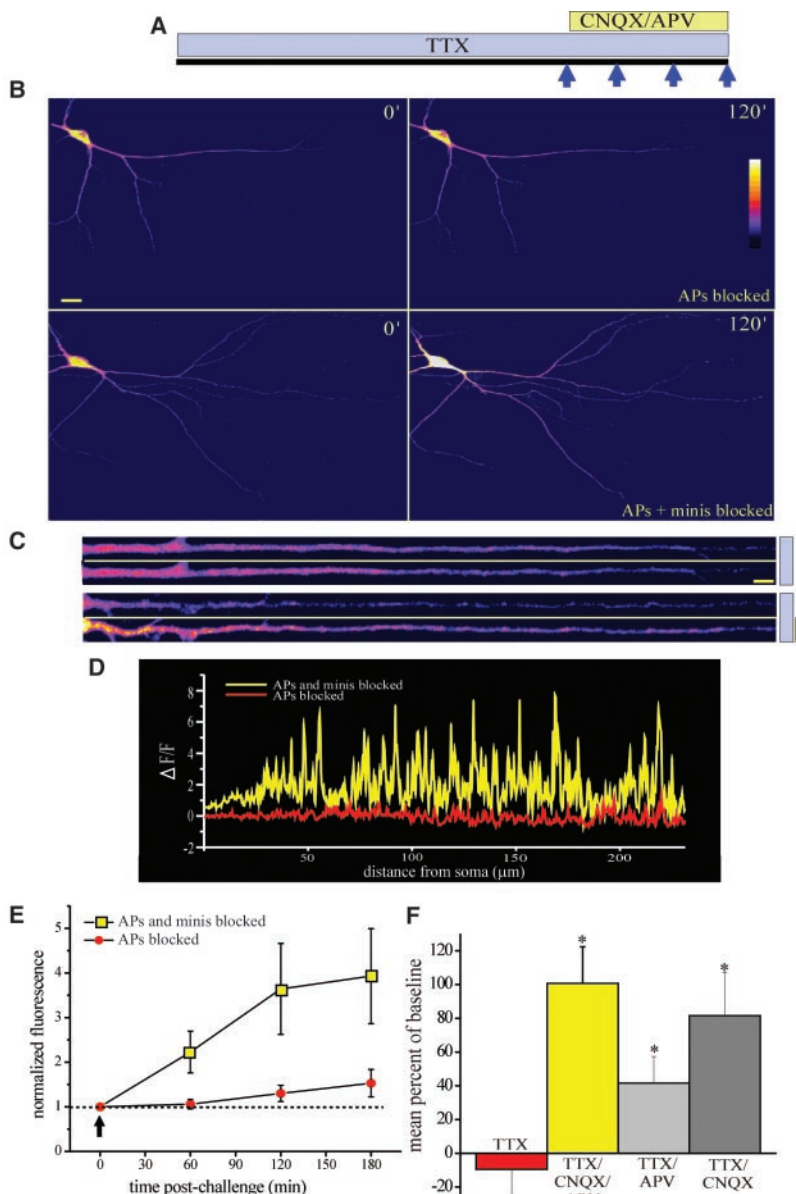 A
CNQX/APV
TTX
B
0'
120'
APs blocked
0'
120'
APs + minis blocked
C
D
APs and minis blocked
APs blocked
8
6
4
2
0
-2
Δ F/F
50
100
150
200
distance from soma (μm)
E
APs and minis blocked
APs blocked
5
4
3
2
1
0
normalized fluorescence
0
30
60
90
120
150
180
time post-challenge (min)
F
120
100
80
60
40
20
0
mean percent of baseline
*
*
*
TTX
TTX/
CNQX/
TTX/
APV
TTX/
CNQX